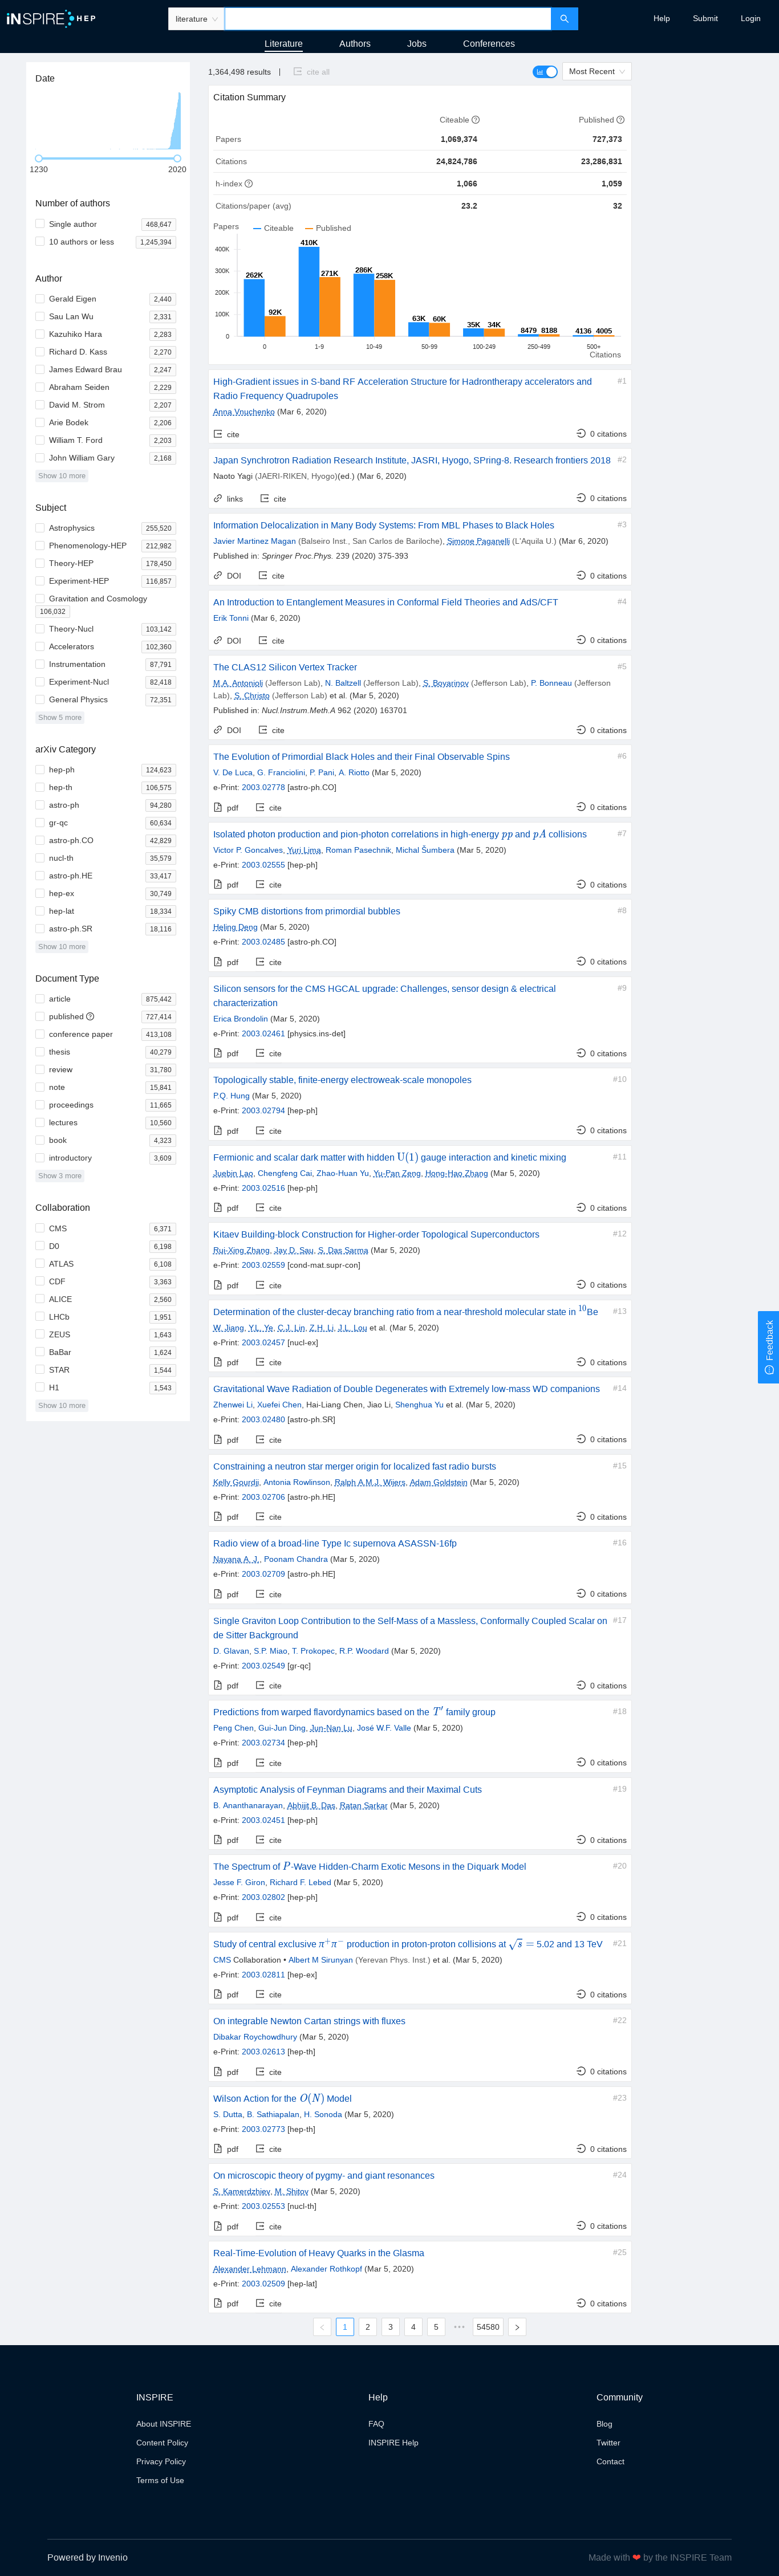 iNSPIRE HEP
literature
Help
Submit
Login
Literature
Authors
Jobs
Conferences
Date
1230
2020
Number of authors
Single author 468,647
10 authors or less 1,245,394
Author
Gerald Eigen 2,440
Sau Lan Wu 2,331
Kazuhiko Hara 2,283
Richard D. Kass 2,270
James Edward Brau 2,247
Abraham Seiden 2,229
David M. Strom 2,207
Arie Bodek 2,206
William T. Ford 2,203
John William Gary 2,168
Show 10 more
Subject
Astrophysics 255,520
Phenomenology-HEP 212,982
Theory-HEP 178,450
Experiment-HEP 116,857
Gravitation and Cosmology
106,032
Theory-Nucl 103,142
Accelerators 102,360
Instrumentation 87,791
Experiment-Nucl 82,418
General Physics 72,351
Show 5 more
arXiv Category
hep-ph 124,623
hep-th 106,575
astro-ph 94,280
gr-qc 60,634
astro-ph.CO 42,829
nucl-th 35,579
astro-ph.HE 33,417
hep-ex 30,749
hep-lat 18,334
astro-ph.SR 18,116
Show 10 more
Document Type
article 875,442
published 727,414
conference paper 413,108
thesis 40,279
review 31,780
note 15,841
proceedings 11,665
lectures 10,560
book 4,323
introductory 3,609
Show 3 more
Collaboration
CMS 6,371
D0 6,198
ATLAS 6,108
CDF 3,363
ALICE 2,560
LHCb 1,951
ZEUS 1,643
BaBar 1,624
STAR 1,544
H1 1,543
Show 10 more
1,364,498 results | cite all
Most Recent
Citation Summary
Citeable Published
Papers 1,069,374 727,373
Citations 24,824,786 23,286,831
h-index 1,066 1,059
Citations/paper (avg) 23.2 32
Papers
Citeable Published
400K
300K
200K
100K
0
262K 92K 410K 271K 286K 258K 63K 60K 35K 34K 8479 8188 4136 4005
0 1-9 10-49 50-99 100-249 250-499 500+
Citations
High-Gradient issues in S-band RF Acceleration Structure for Hadrontherapy accelerators and #1
Radio Frequency Quadrupoles
Anna Vnuchenko (Mar 6, 2020)
cite 0 citations
Japan Synchrotron Radiation Research Institute, JASRI, Hyogo, SPring-8. Research frontiers 2018 #2
Naoto Yagi (JAERI-RIKEN, Hyogo)(ed.) (Mar 6, 2020)
links cite 0 citations
Information Delocalization in Many Body Systems: From MBL Phases to Black Holes #3
Javier Martinez Magan (Balseiro Inst., San Carlos de Bariloche), Simone Paganelli (L'Aquila U.) (Mar 6, 2020)
Published in: Springer Proc.Phys. 239 (2020) 375-393
DOI cite 0 citations
An Introduction to Entanglement Measures in Conformal Field Theories and AdS/CFT #4
Erik Tonni (Mar 6, 2020)
DOI cite 0 citations
The CLAS12 Silicon Vertex Tracker #5
M.A. Antonioli (Jefferson Lab), N. Baltzell (Jefferson Lab), S. Boyarinov (Jefferson Lab), P. Bonneau (Jefferson
Lab), S. Christo (Jefferson Lab) et al. (Mar 5, 2020)
Published in: Nucl.Instrum.Meth.A 962 (2020) 163701
DOI cite 0 citations
The Evolution of Primordial Black Holes and their Final Observable Spins #6
V. De Luca, G. Franciolini, P. Pani, A. Riotto (Mar 5, 2020)
e-Print: 2003.02778 [astro-ph.CO]
pdf cite 0 citations
Isolated photon production and pion-photon correlations in high-energy pp and pA collisions #7
Victor P. Goncalves, Yuri Lima, Roman Pasechnik, Michal Šumbera (Mar 5, 2020)
e-Print: 2003.02555 [hep-ph]
pdf cite 0 citations
Spiky CMB distortions from primordial bubbles #8
Heling Deng (Mar 5, 2020)
e-Print: 2003.02485 [astro-ph.CO]
pdf cite 0 citations
Silicon sensors for the CMS HGCAL upgrade: Challenges, sensor design & electrical #9
characterization
Erica Brondolin (Mar 5, 2020)
e-Print: 2003.02461 [physics.ins-det]
pdf cite 0 citations
Topologically stable, finite-energy electroweak-scale monopoles #10
P.Q. Hung (Mar 5, 2020)
e-Print: 2003.02794 [hep-ph]
pdf cite 0 citations
Fermionic and scalar dark matter with hidden U(1) gauge interaction and kinetic mixing #11
Juebin Lao, Chengfeng Cai, Zhao-Huan Yu, Yu-Pan Zeng, Hong-Hao Zhang (Mar 5, 2020)
e-Print: 2003.02516 [hep-ph]
pdf cite 0 citations
Kitaev Building-block Construction for Higher-order Topological Superconductors #12
Rui-Xing Zhang, Jay D. Sau, S. Das Sarma (Mar 5, 2020)
e-Print: 2003.02559 [cond-mat.supr-con]
pdf cite 0 citations
Determination of the cluster-decay branching ratio from a near-threshold molecular state in ¹⁰Be #13
W. Jiang, Y.L. Ye, C.J. Lin, Z.H. Li, J.L. Lou et al. (Mar 5, 2020)
e-Print: 2003.02457 [nucl-ex]
pdf cite 0 citations
Gravitational Wave Radiation of Double Degenerates with Extremely low-mass WD companions #14
Zhenwei Li, Xuefei Chen, Hai-Liang Chen, Jiao Li, Shenghua Yu et al. (Mar 5, 2020)
e-Print: 2003.02480 [astro-ph.SR]
pdf cite 0 citations
Constraining a neutron star merger origin for localized fast radio bursts #15
Kelly Gourdji, Antonia Rowlinson, Ralph A.M.J. Wijers, Adam Goldstein (Mar 5, 2020)
e-Print: 2003.02706 [astro-ph.HE]
pdf cite 0 citations
Radio view of a broad-line Type Ic supernova ASASSN-16fp #16
Nayana A. J., Poonam Chandra (Mar 5, 2020)
e-Print: 2003.02709 [astro-ph.HE]
pdf cite 0 citations
Single Graviton Loop Contribution to the Self-Mass of a Massless, Conformally Coupled Scalar on #17
de Sitter Background
D. Glavan, S.P. Miao, T. Prokopec, R.P. Woodard (Mar 5, 2020)
e-Print: 2003.02549 [gr-qc]
pdf cite 0 citations
Predictions from warped flavordynamics based on the T′ family group #18
Peng Chen, Gui-Jun Ding, Jun-Nan Lu, José W.F. Valle (Mar 5, 2020)
e-Print: 2003.02734 [hep-ph]
pdf cite 0 citations
Asymptotic Analysis of Feynman Diagrams and their Maximal Cuts #19
B. Ananthanarayan, Abhijit B. Das, Ratan Sarkar (Mar 5, 2020)
e-Print: 2003.02451 [hep-ph]
pdf cite 0 citations
The Spectrum of P-Wave Hidden-Charm Exotic Mesons in the Diquark Model #20
Jesse F. Giron, Richard F. Lebed (Mar 5, 2020)
e-Print: 2003.02802 [hep-ph]
pdf cite 0 citations
Study of central exclusive π⁺π⁻ production in proton-proton collisions at √s = 5.02 and 13 TeV #21
CMS Collaboration • Albert M Sirunyan (Yerevan Phys. Inst.) et al. (Mar 5, 2020)
e-Print: 2003.02811 [hep-ex]
pdf cite 0 citations
On integrable Newton Cartan strings with fluxes #22
Dibakar Roychowdhury (Mar 5, 2020)
e-Print: 2003.02613 [hep-th]
pdf cite 0 citations
Wilson Action for the O(N) Model #23
S. Dutta, B. Sathiapalan, H. Sonoda (Mar 5, 2020)
e-Print: 2003.02773 [hep-th]
pdf cite 0 citations
On microscopic theory of pygmy- and giant resonances #24
S. Kamerdzhiev, M. Shitov (Mar 5, 2020)
e-Print: 2003.02553 [nucl-th]
pdf cite 0 citations
Real-Time-Evolution of Heavy Quarks in the Glasma #25
Alexander Lehmann, Alexander Rothkopf (Mar 5, 2020)
e-Print: 2003.02509 [hep-lat]
pdf cite 0 citations
1 2 3 4 5 ••• 54580
Feedback
INSPIRE
About INSPIRE
Content Policy
Privacy Policy
Terms of Use
Help
FAQ
INSPIRE Help
Community
Blog
Twitter
Contact
Powered by Invenio
Made with ❤ by the INSPIRE Team